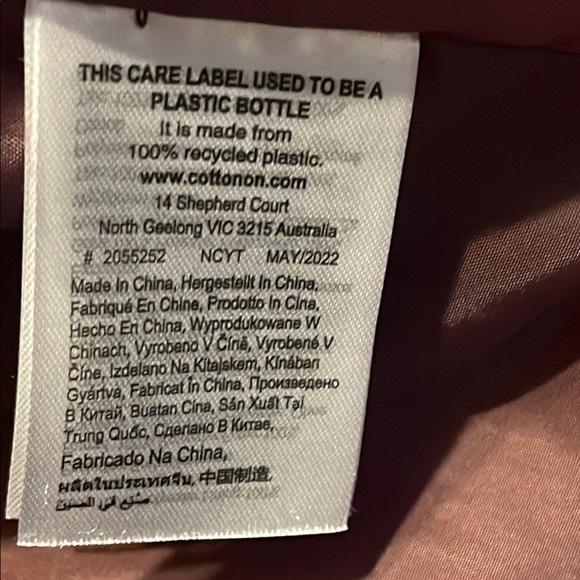 THIS CARE LABEL USED TO BE A
PLASTIC BOTTLE
It is made from
100% recycled plastic.
www.cottonon.com
14 Shepherd Court
North Geelong VIC 3215 Australia
# 2055252 NCYT MAY/2022
Made In China, Hergestellt In China,
Fabriqué En Chine, Prodotto In Cina,
Hecho En China, Wyprodukowane W
Chinach, Vyrobeno V Číně, Vyrobené V
Číne, Izdelano Na Kitajskem, Kínában
Gyártva, Fabricat în China, Произведено
В Китай, Buatan Cina, Sản Xuất Tại
Trung Quốc, Сделано В Китае,
Fabricado Na China,
ผลิตในประเทศจีน, 中国制造,
صنع في الصين